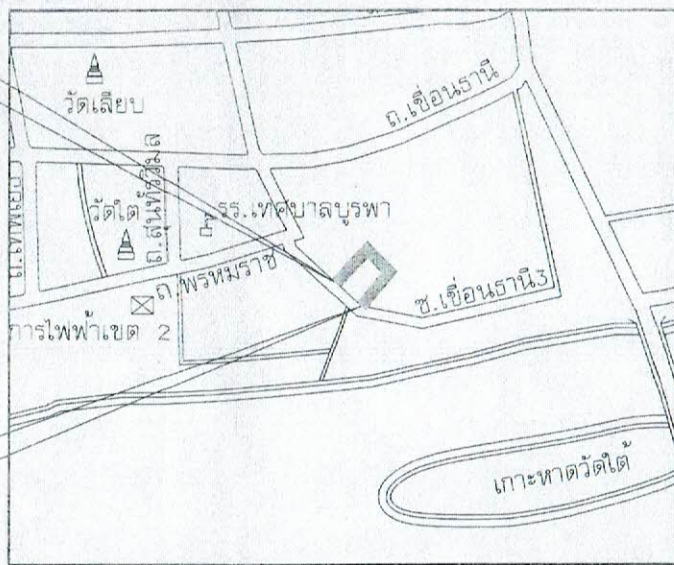 วัดเลียบ
ถ.เขื่อนธานี
ถ.สุนทรวิมล
วัดใต้
รร.เทศบาลบูรพา
ถ.พรหมราช
ซ.เขื่อนธานี3
การไฟฟ้าเขต 2
เกาะหาดวัดใต้